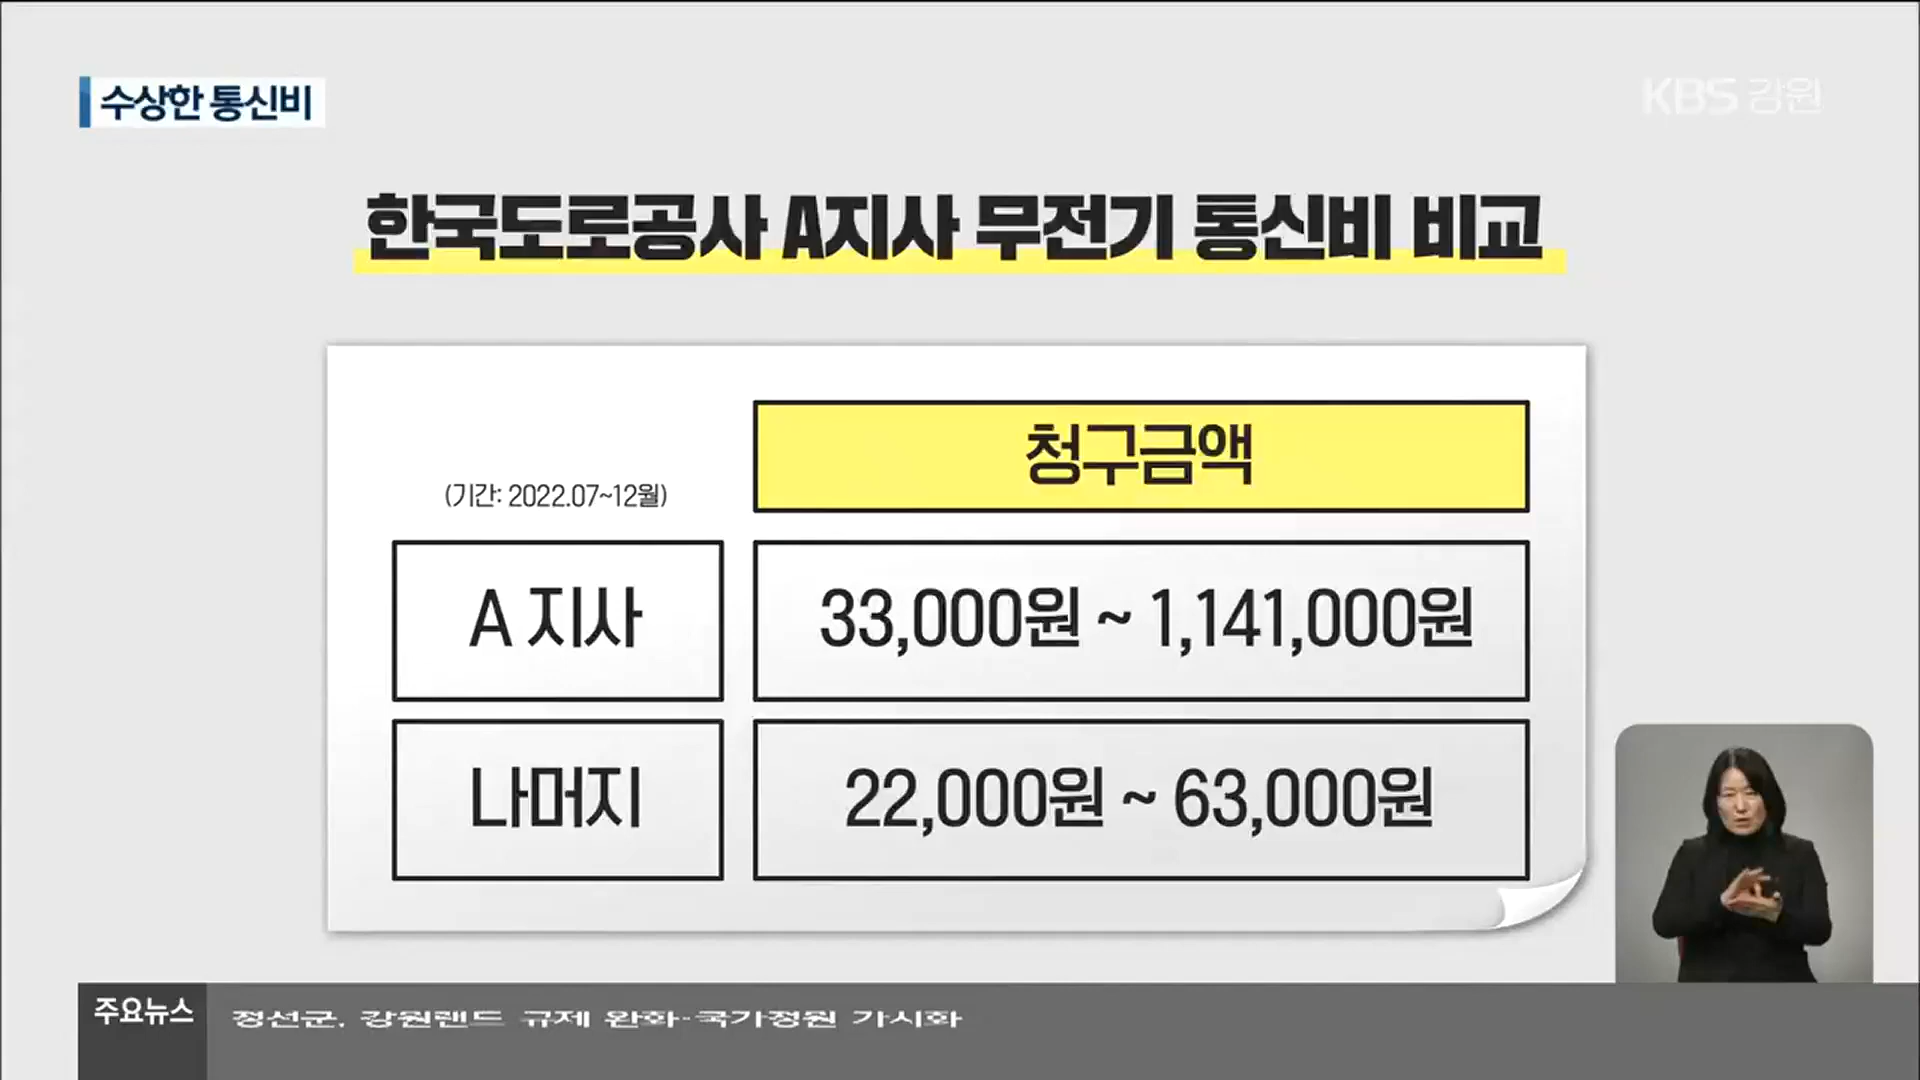 수상한 통신비
KBS 강원
한국도로공사 A지사 무전기 통신비 비교
청구금액
(기간: 2022.07~12월)
A 지사
33,000원 ~ 1,141,000원
나머지
22,000원 ~ 63,000원
주요뉴스
정선군, 강원랜드 규제 완화·국가정원 가시화